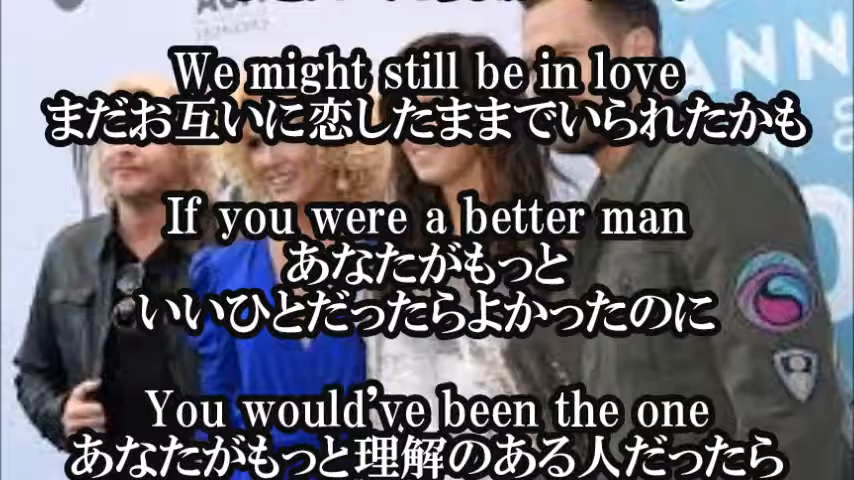 We might still be in love
まだお互いに恋したままでいられたかも
If you were a better man
あなたがもっと
いいひとだったらよかったのに
You would've been the one
あなたがもっと理解のある人だったら
ANN